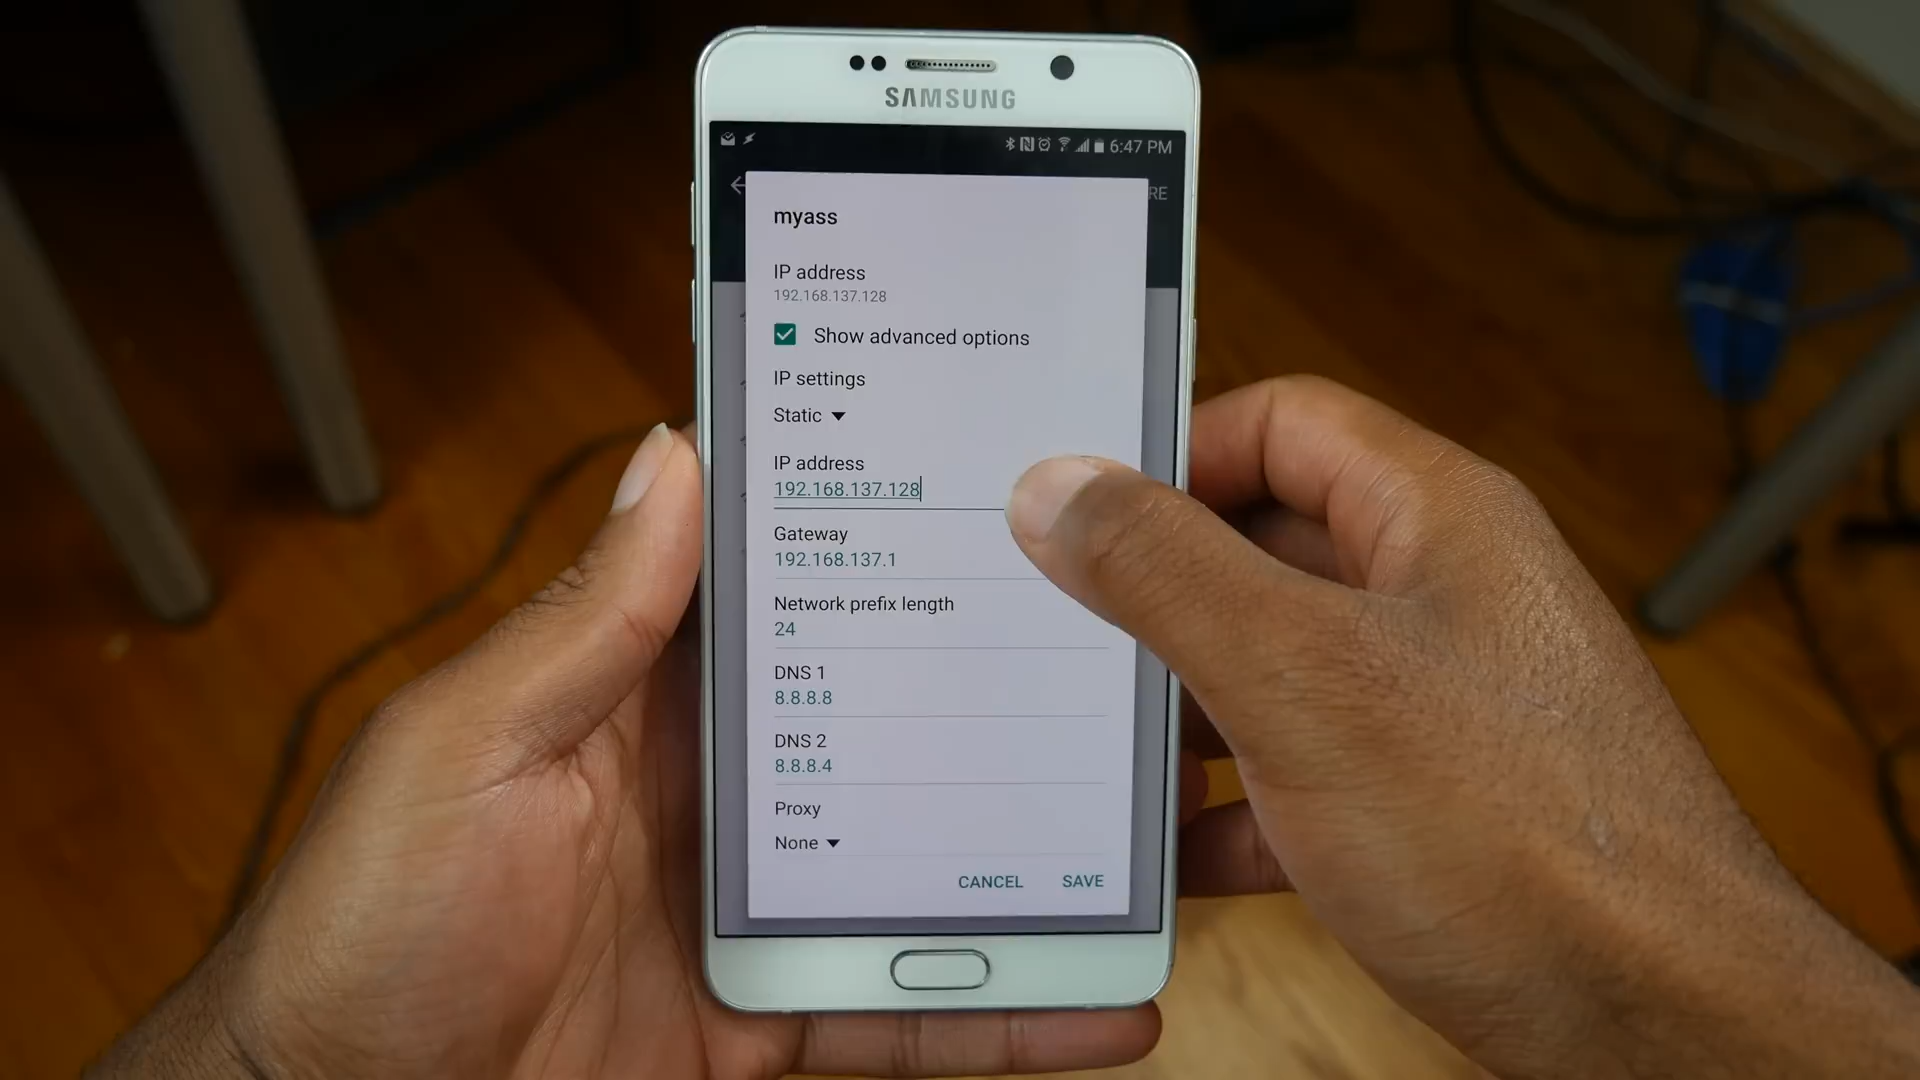 SAMSUNG
6:47 PM
RE
myass
IP address
192.168.137.128
Show advanced options
IP settings
Static
IP address
192.168.137.128
Gateway
192.168.137.1
Network prefix length
24
DNS 1
8.8.8.8
DNS 2
8.8.8.4
Proxy
None
CANCEL SAVE